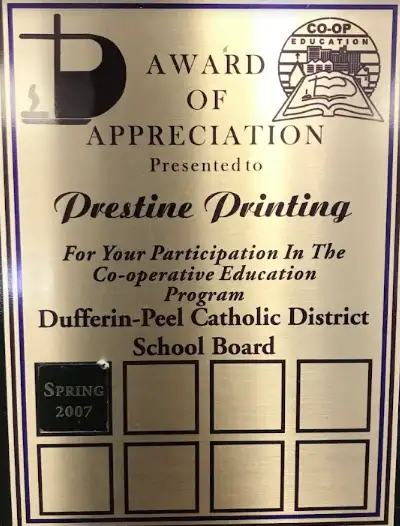 CO-OP
EDUCATION
AWARD
OF
APPRECIATION
Presented to
Prestine Printing
For Your Participation In The
Co-operative Education
Program
Dufferin-Peel Catholic District
School Board
SPRING
2007